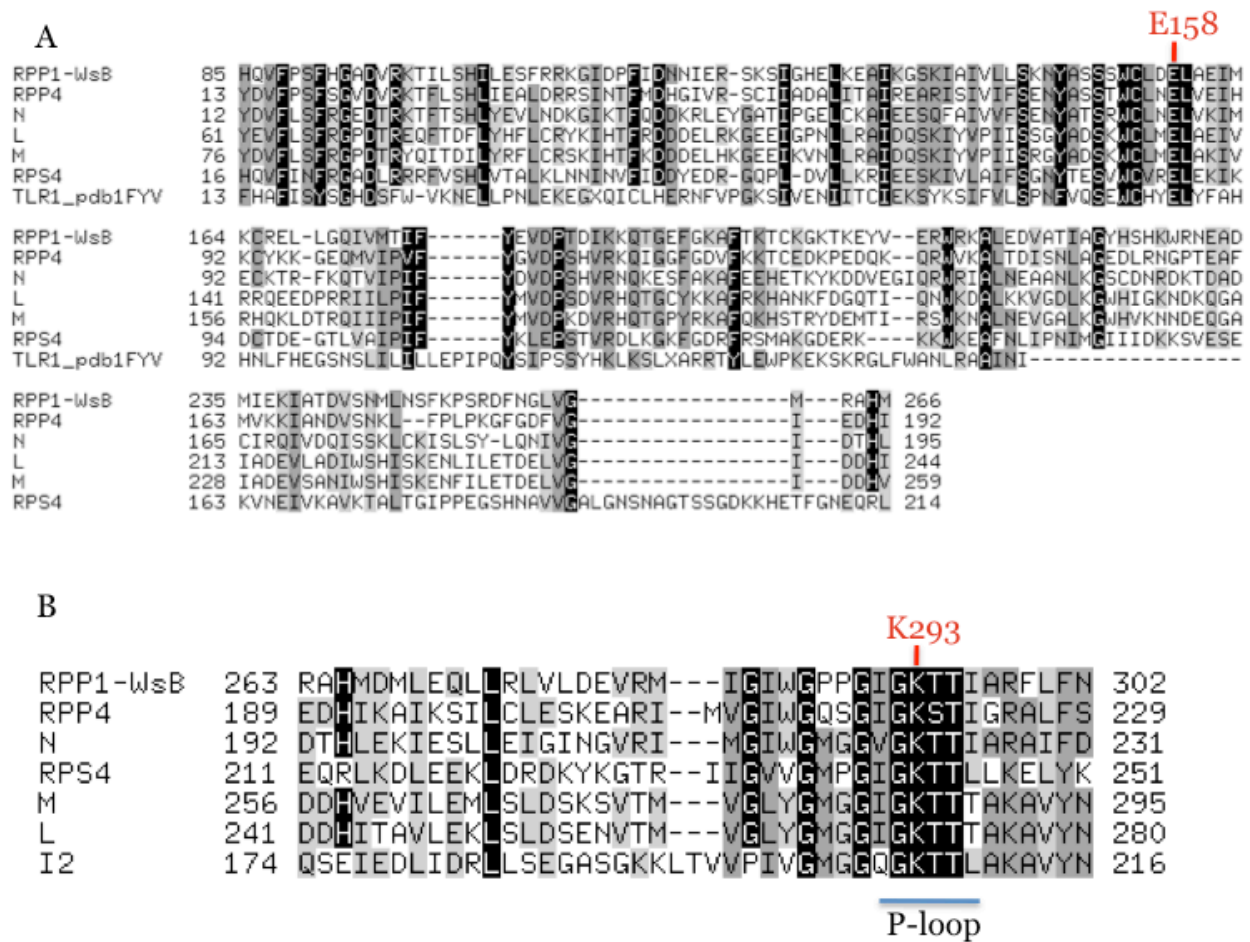 A
E158
RPP1-WsB 85 HQVFPSFHGADVRKTILSHILESFRRKGIDPFIDNNIER-SKSIGHELKEAIKGSKIAIVLLSKNYASSSWCLDELAEIM
RPP4 13 YDVFPSFSGVDVRKTFLSHLIEALDRRSINTFMDHGIVR-SCIIADALITAIREARISIVIFSENYASSTWCLNELVEIH
N 12 YDVFLSFRGEDTRKTFTSHLYEVLNDKGIKTFQDDKRLEYGATIPGELCKAIEESQFAIVVFSENYATSRWCLNELVKIM
L 61 YEVFLSFRGPDTREQFTDFLYHFLCRYKIHTFRDDDELRKGEEIGPNLLRAIDQSKIYVPIISSGYADSKWCLMELAEIV
M 76 YDVFLSFRGPDTRYQITDILYRFLCRSKIHTFKDDDELHKGEEIKVNLLRAIDQSKIYVPIISRGYADSKWCLMELAKIV
RPS4 16 HQVFINFRGADLRRRFVSHLVTALKLNNINVFIDDYEDR-GQPL-DVLLKRIEESKIVLAIFSGNYTESVWCVRELEKIK
TLR1_pdb1FYV 13 FHAFISYSGHDSFW-VKNELLPNLEKEGXQICLHERNFVPGKSIVENIITCIEKSYKSIFVLSPNFVQSEWCHYELYFAH
RPP1-WsB 164 KCREL-LGQIVMTIF------YEVDPTDIKKQTGEFGKAFTKTCKGKTKEYV--ERWRKALEDVATIAGYHSHKWRNEAD
RPP4 92 KCYKK-GEQMVIPVF------YGVDPSHVRKQIGGFGDVFKKTCEDKPEDQK--QRWVKALTDISNLAGEDLRNGPTEAF
N 92 ECKTR-FKQTVIPIF------YDVDPSHVRNQKESFAKAFEEHETKYKDDVEGIQRWRIALNEAANLKGSCDNRDKTDAD
L 141 RRQEEDPRRIILPIF------YMVDPSDVRHQTGCYKKAFRKHANKFDGQTI--QNWKDALKKVGDLKGWHIGKNDKQGA
M 156 RHQKLDTRQIIIPIF------YMVDPKDVRHQTGPYRKAFQKHSTRYDEMTI--RSWKNALNEVGALKGWHVKNNDEQGA
RPS4 94 DCTDE-GTLVAIPIF------YKLEPSTVRDLKGKFGDRFRSMAKGDERK----KKWKEAFNLIPNIMGIIIDKKSVESE
TLR1_pdb1FYV 92 HNLFHEGSNSLILILLEPIPQYSIPSSYHKLKSLXARRTYLEWPKEKSKRGLFWANLRAAINI-----------------
RPP1-WsB 235 MIEKIATDVSNMLNSFKPSRDFNGLVG-----------------M---RAHM 266
RPP4 163 MVKKIANDVSNKL--FPLPKGFGDFVG-----------------I---EDHI 192
N 165 CIRQIVDQISSKLCKISLSY-LQNIVG-----------------I---DTHL 195
L 213 IADEVLADIWSHISKENLILETDELVG-----------------I---DDHI 244
M 228 IADEVSANIWSHISKENFILETDELVG-----------------I---DDHV 259
RPS4 163 KVNEIVKAVKTALTGIPPEGSHNAVVGALGNSNAGTSSGDKKHETFGNEQRL 214
B
K293
RPP1-WsB 263 RAHMDMLEQLLRLVLDEVRM---IGIWGPPGIGKTTIARFLFN 302
RPP4 189 EDHIKAIKSILCLESKEARI--MVGIWGQSGIGKSTIGRALFS 229
N 192 DTHLEKIESLLEIGINGVRI---MGIWGMGGVGKTTIARAIFD 231
RPS4 211 EQRLKDLEEKLDRDKYKGTR--IIGVVGMPGIGKTTLLKELYK 251
M 256 DDHVEVILEMLSLDSKSVTM---VGLYGMGGIGKTTTAKAVYN 295
L 241 DDHITAVLEKLSLDSENVTM---VGLYGMGGIGKTTTAKAVYN 280
I2 174 QSEIEDLIDRLLSEGASGKKLTVVPIVGMGGQGKTTLAKAVYN 216
P-loop